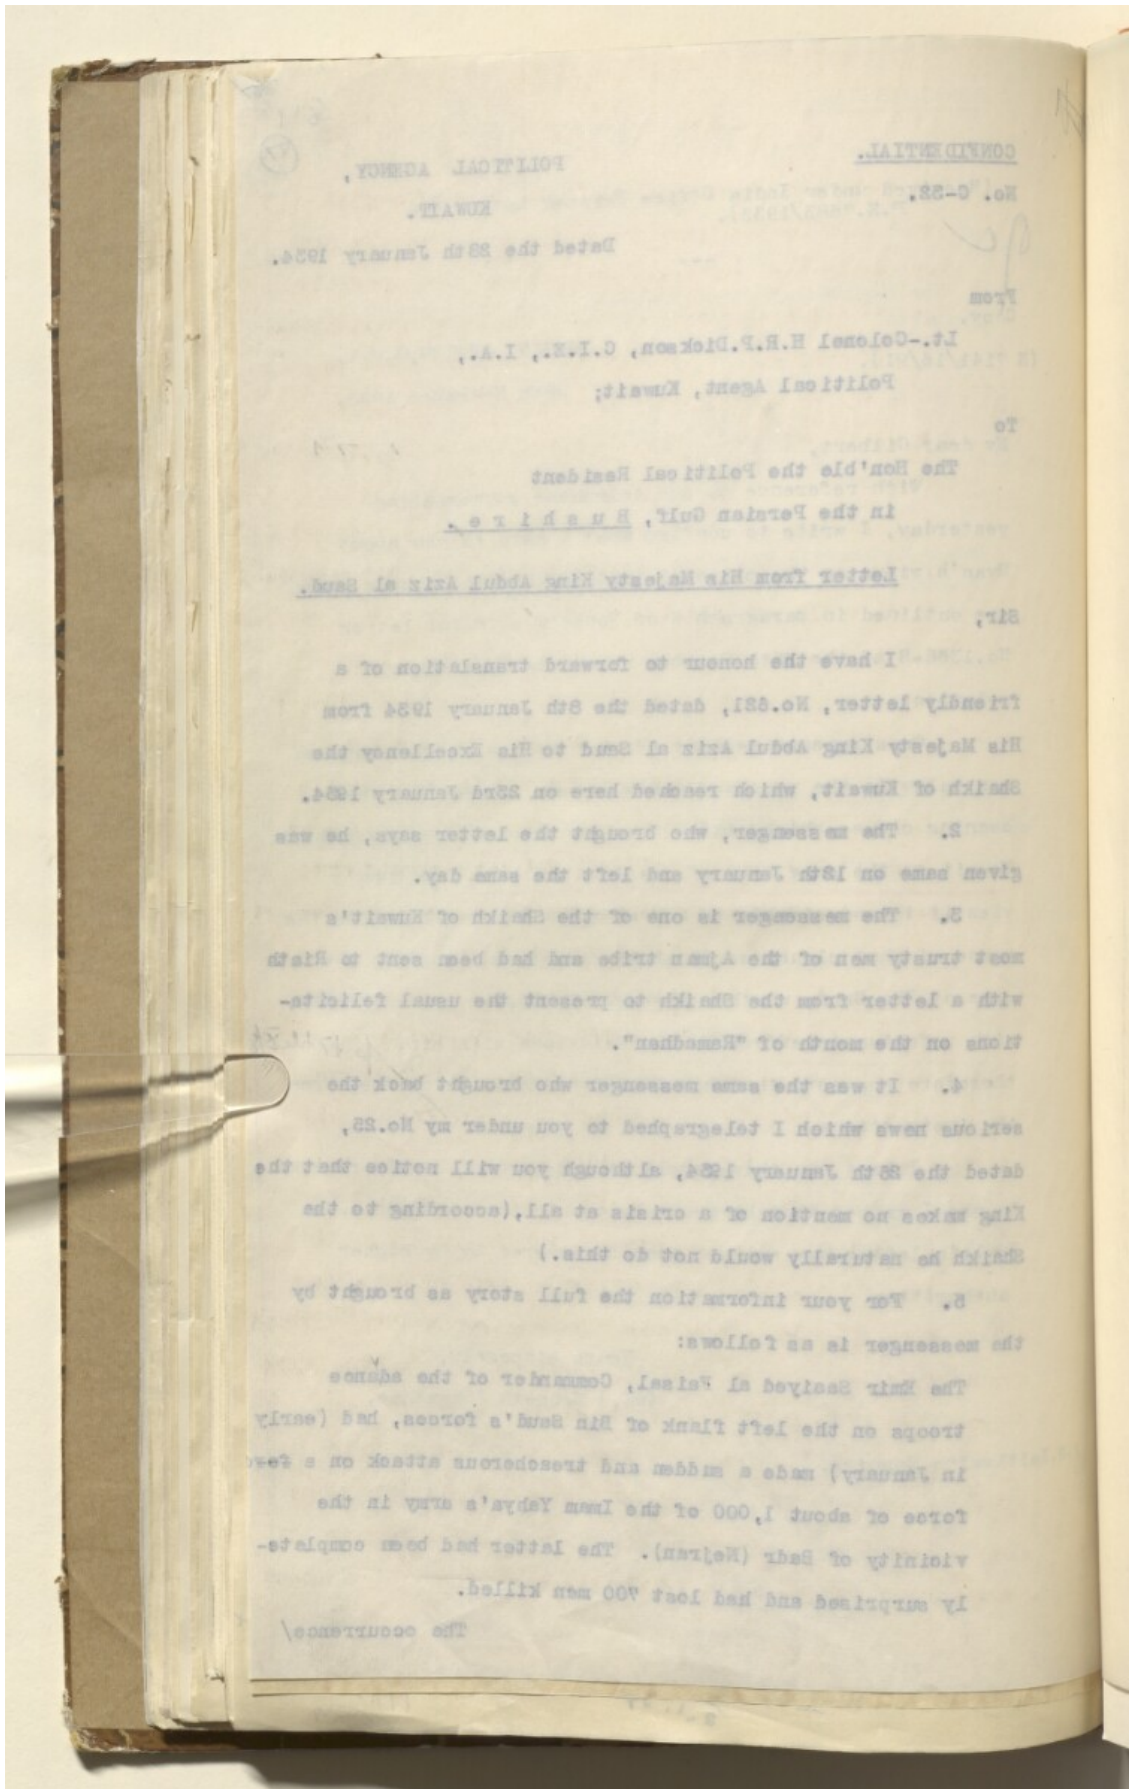 CONFIDENTIAL.
No. C-32.
POLITICAL AGENCY,
KUWAIT.
Dated the 28th January 1934.
From
Lt.-Colonel H.R.P.Dickson, C.I.E., I.A.,
Political Agent, Kuwait;
To
The Hon'ble the Political Resident
in the Persian Gulf, Bushire.
Letter from His Majesty King Abdul Aziz al Saud.
Sir;
I have the honour to forward translation of a
friendly letter, dated the 8th January 1934 from
His Majesty King Abdul Aziz al Saud to His Excellency the
Shaikh of Kuwait, which reached here on 23rd January 1934.
2. The messenger, who brought the letter says, he was
given same on 12th January and left the same day.
3. The messenger is one of the Shaikh of Kuwait's
most trusty men of the Ajman tribe and had been sent to Riath
with a letter from the Shaikh to present the usual felicita-
tions on the month of "Ramadhan".
4. It was the same messenger who brought back the
serious news which I telegraphed to you under my No.25,
dated the 25th January 1934, although you will notice that the
King makes no mention of a crisis at all,(according to the
Shaikh he naturally would not do this.)
5. For your information the full story as brought by
the messenger is as follows:
The Emir Faisal, Commander of the advance
troops on the left flank of Bin Saud's forces, had (early
in January) made a sudden and treacherous attack on a
force of about 1,000 of the Imam Yahya's army in the
vicinity of Badr (Nejran). The latter had been complete-
ly surprised and had lost 700 men killed.
The occurrence/